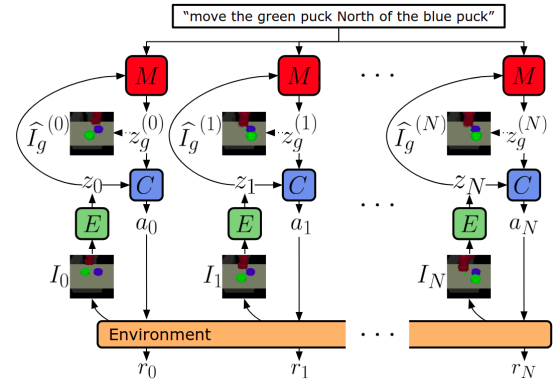 “move the green puck North of the blue puck”
M M · · · M
Î_g^(0) z_g^(0) Î_g^(1) z_g^(1) Î_g^(N) z_g^(N)
z_0 C z_1 C z_N C
E a_0 E a_1 · · · E a_N
I_0 I_1 I_N
Environment · · ·
r_0 r_1 r_N